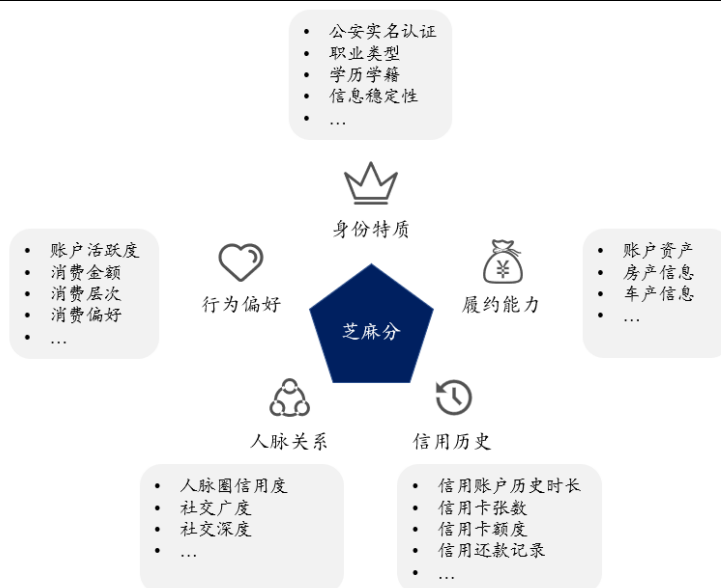 • 公安实名认证
• 职业类型
• 学历学籍
• 信息稳定性
• …
身份特质
• 账户活跃度
• 消费金额
• 消费层次
• 消费偏好
• …
行为偏好
芝麻分
履约能力
• 账户资产
• 房产信息
• 车产信息
• …
人脉关系
• 人脉圈信用度
• 社交广度
• 社交深度
• …
信用历史
• 信用账户历史时长
• 信用卡张数
• 信用卡额度
• 信用还款记录
• …
¥